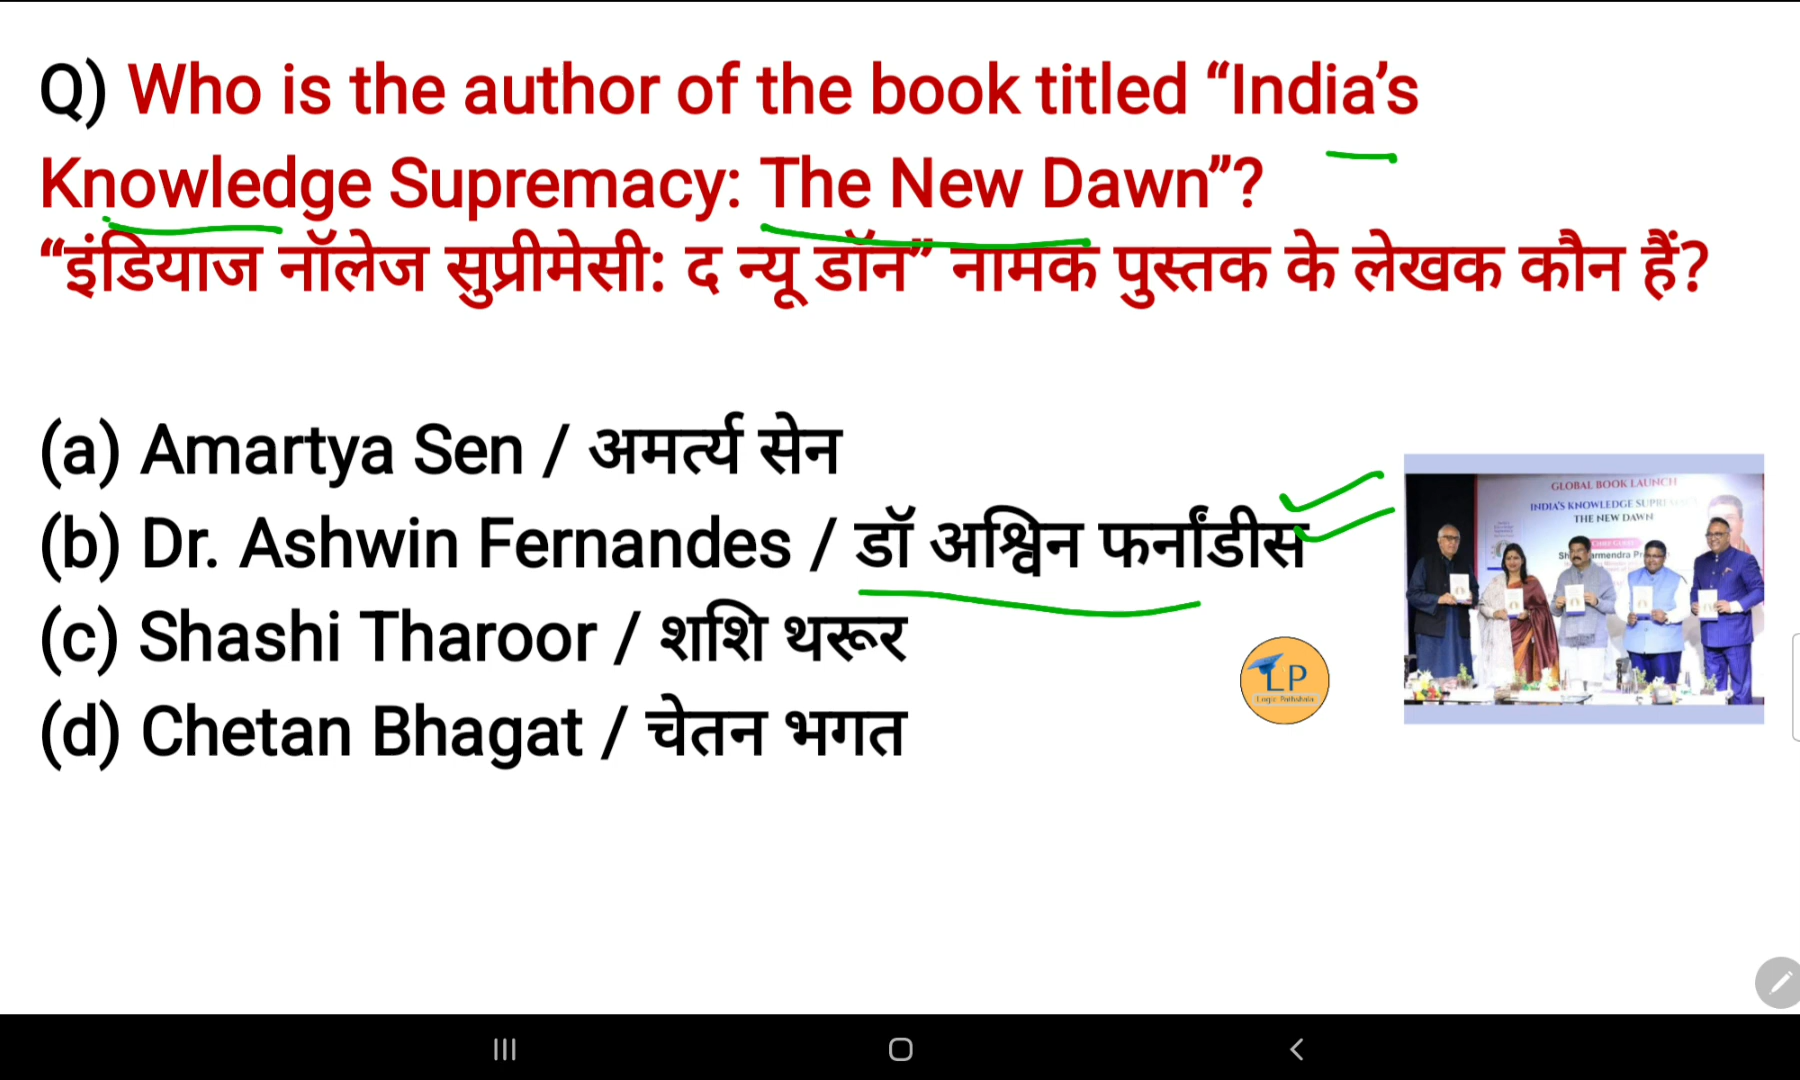 Q) Who is the author of the book titled “India’s
Knowledge Supremacy: The New Dawn”?
“इंडियाज नॉलेज सुप्रीमेसी: द न्यू डॉन” नामक पुस्तक के लेखक कौन हैं?
(a) Amartya Sen / अमर्त्य सेन
(b) Dr. Ashwin Fernandes / डॉ अश्विन फर्नांडीस
(c) Shashi Tharoor / शशि थरूर
(d) Chetan Bhagat / चेतन भगत
GLOBAL BOOK LAUNCH
INDIA'S KNOWLEDGE
THE NEW DAWN
LP
Logic Pathshala